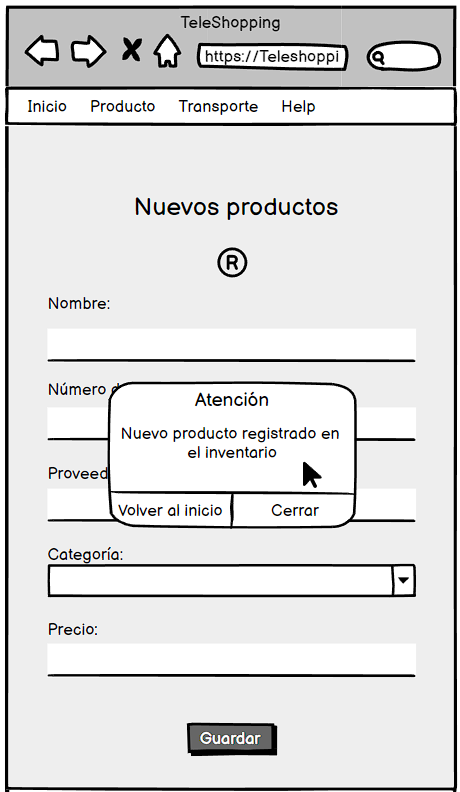 TeleShopping
https://Teleshoppi
Inicio Producto Transporte Help
Nuevos productos
®
Nombre:
Número d
Atención
Nuevo producto registrado en
el inventario
Volver al inicio Cerrar
Proveed
Categoría:
Precio:
Guardar